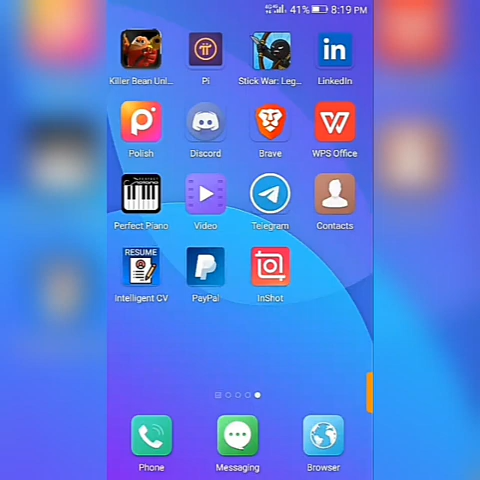 41% 8:19 PM
Killer Bean Unl... Pi Stick War: Leg... LinkedIn
Polish Discord Brave WPS Office
Perfect Piano Video Telegram Contacts
RESUME
Intelligent CV PayPal InShot
Phone Messaging Browser